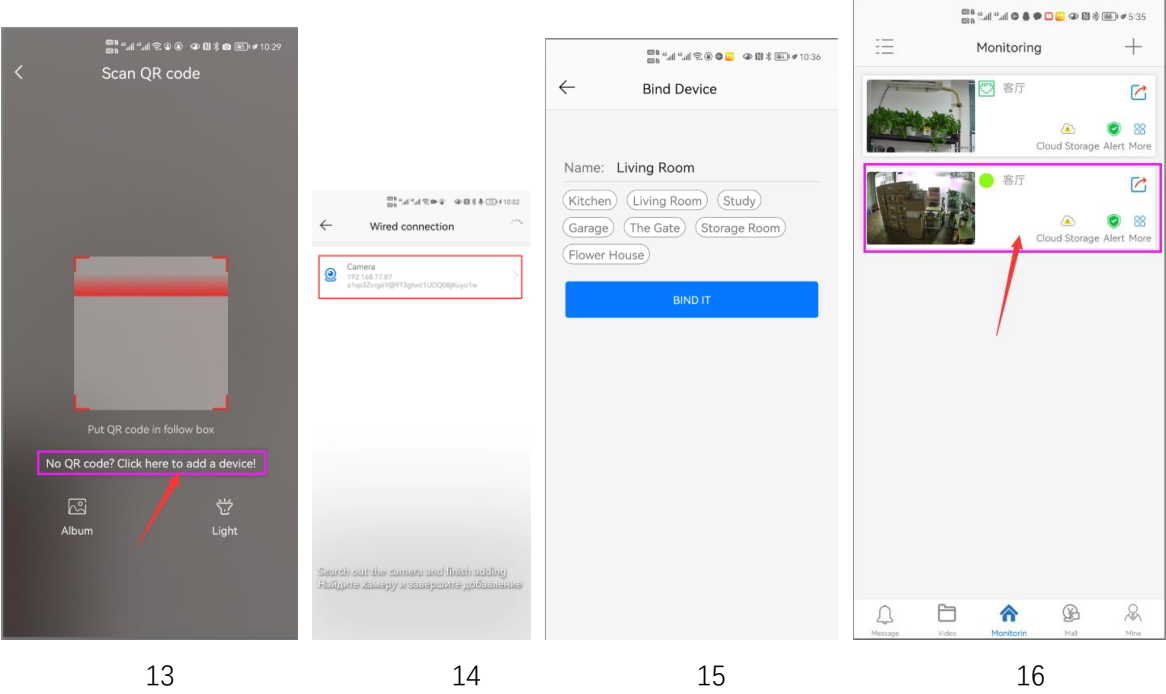 10:29
Scan QR code
Put QR code in follow box
No QR code? Click here to add a device!
Album
Light
13
10:02
Wired connection
Camera
192.168.77.87
Search out the camera and finish adding
Найдите камеру и завершите добавление
14
10:36
Bind Device
Name: Living Room
Kitchen
Living Room
Study
Garage
The Gate
Storage Room
Flower House
BIND IT
15
5:35
Monitoring
客厅
Cloud Storage Alert More
客厅
Cloud Storage Alert More
Message
Video
Monitorin
Mall
Mine
16